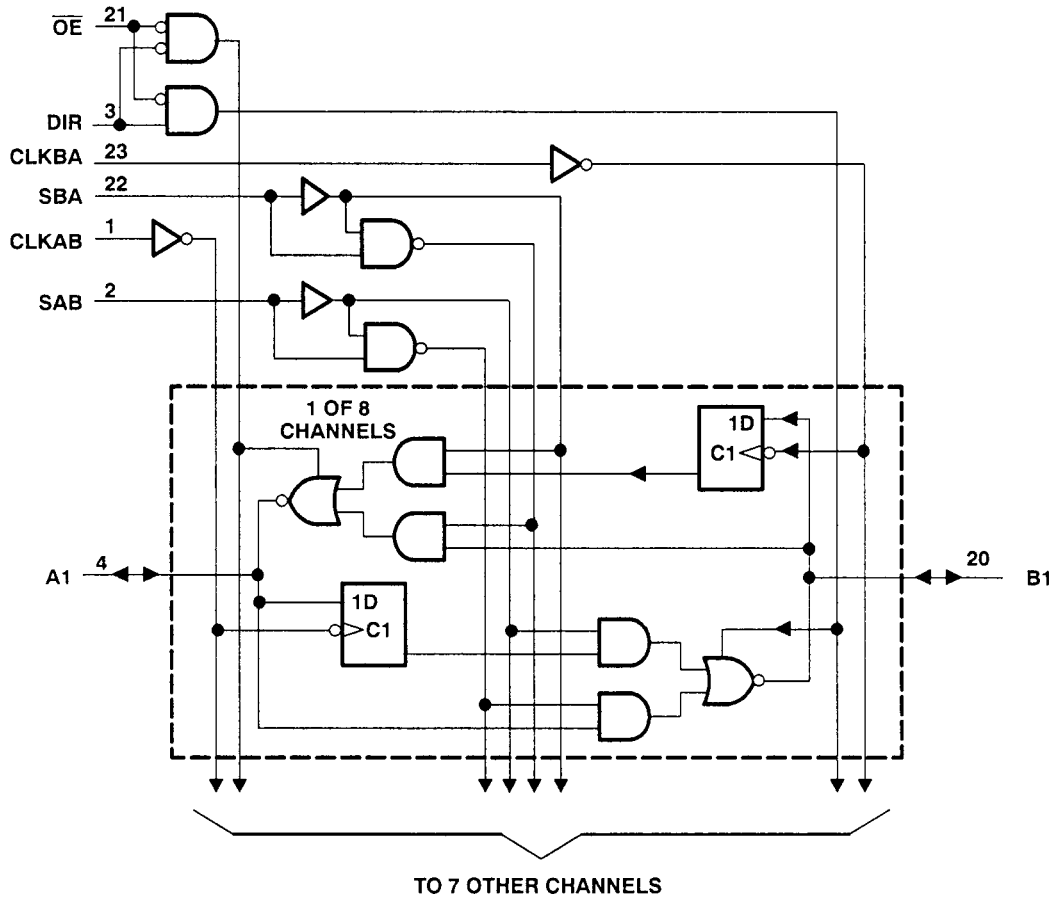 OE 21
DIR 3
CLKBA 23
SBA 22
CLKAB 1
SAB 2
1 OF 8
CHANNELS
1D
C1
A1 4
20 B1
1D
C1
TO 7 OTHER CHANNELS